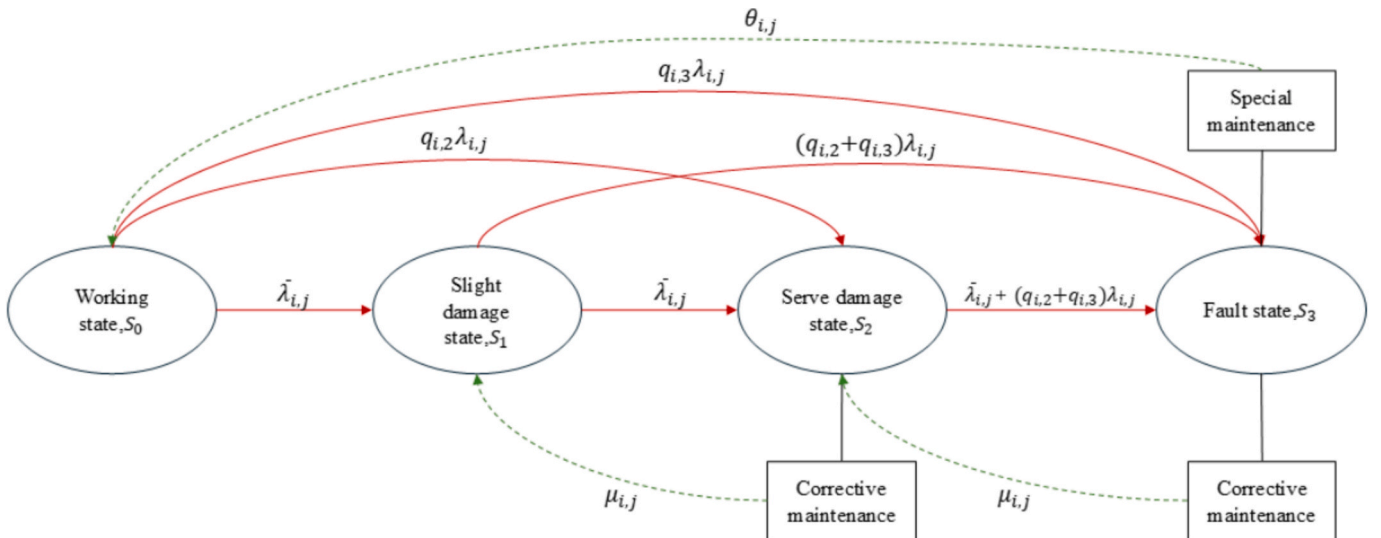 θ_{i,j}
q_{i,3}λ_{i,j}
Special
maintenance
q_{i,2}λ_{i,j}
(q_{i,2}+q_{i,3})λ_{i,j}
Working
state,S_0
λ̄_{i,j}
Slight
damage
state,S_1
λ̄_{i,j}
Serve damage
state,S_2
λ̄_{i,j} + (q_{i,2}+q_{i,3})λ_{i,j}
Fault state,S_3
μ_{i,j}
Corrective
maintenance
μ_{i,j}
Corrective
maintenance